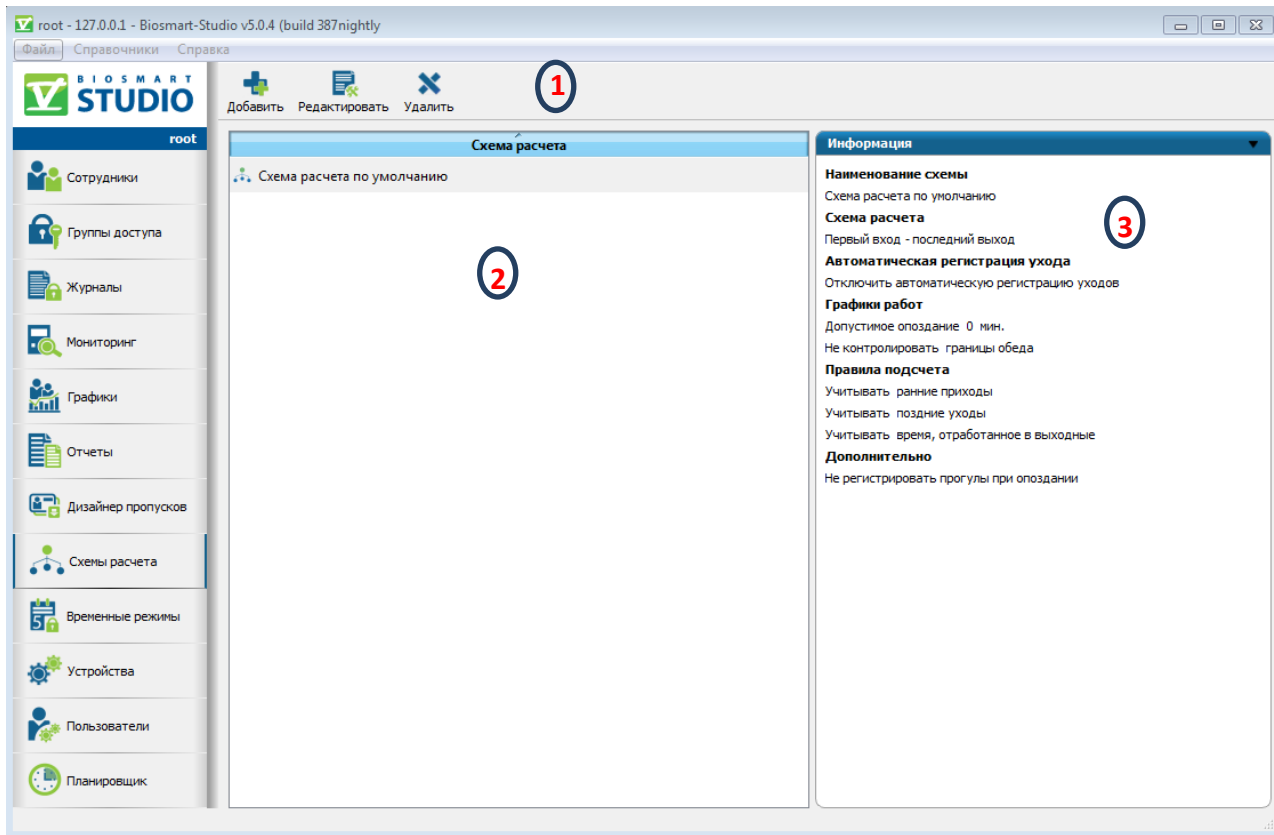 root - 127.0.0.1 - Biosmart-Studio v5.0.4 (build 387nightly
Файл Справочники Справка
BIOSMART
STUDIO
Добавить Редактировать Удалить
1
root
Сотрудники
Группы доступа
Журналы
Мониторинг
Графики
Отчеты
Дизайнер пропусков
Схемы расчета
Временные режимы
5
Устройства
Пользователи
Планировщик
Схема расчета
Схема расчета по умолчанию
2
Информация
Наименование схемы
Схема расчета по умолчанию
Схема расчета
Первый вход - последний выход
3
Автоматическая регистрация ухода
Отключить автоматическую регистрацию уходов
Графики работ
Допустимое опоздание 0 мин.
Не контролировать границы обеда
Правила подсчета
Учитывать ранние приходы
Учитывать поздние уходы
Учитывать время, отработанное в выходные
Дополнительно
Не регистрировать прогулы при опоздании